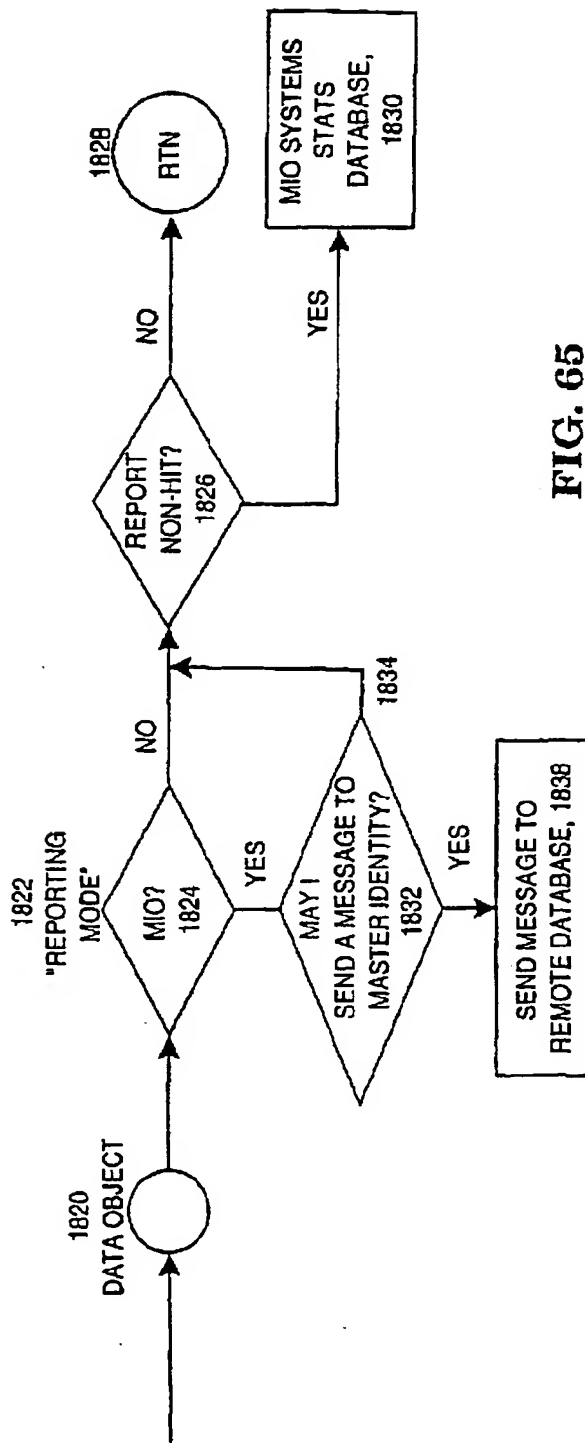 1820
DATA OBJECT
1822
"REPORTING
MODE"
MIO?
1824
NO
YES
MAY I
SEND A MESSAGE TO
MASTER IDENTITY?
1832
1834
YES
SEND MESSAGE TO
REMOTE DATABASE, 1838
REPORT
NON-HIT?
1826
NO
YES
1828
RTN
MIO SYSTEMS
STATS
DATABASE,
1830
FIG. 65